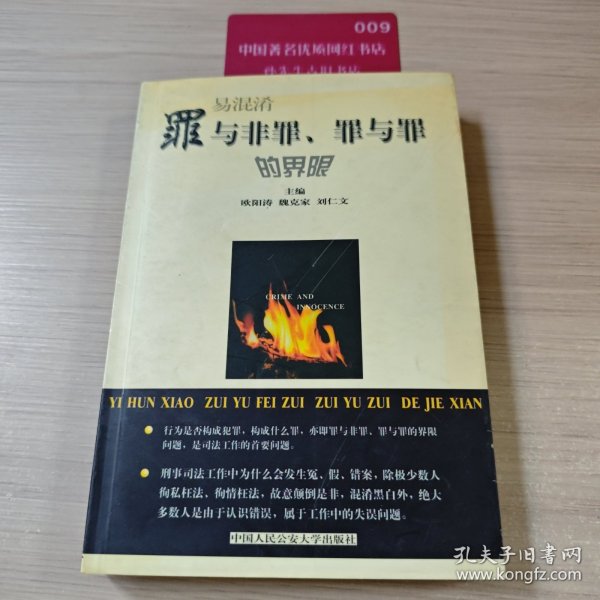 009
中国著名优质网红书店
孙先生古旧书店
易混淆
罪与非罪、罪与罪
的界限
主编
欧阳涛 魏克家 刘仁文
CRIME AND
INNOCENCE
YI HUN XIAO ZUI YU FEI ZUI ZUI YU ZUI DE JIE XIAN
● 行为是否构成犯罪，构成什么罪，亦即罪与非罪、罪与罪的界限
问题，是司法工作的首要问题。
● 刑事司法工作中为什么会发生冤、假、错案，除极少数人
徇私枉法、徇情枉法，故意颠倒是非，混淆黑白外，绝大
多数人是由于认识错误，属于工作中的失误问题。
中国人民公安大学出版社
孔夫子旧书网
www.kongfz.com